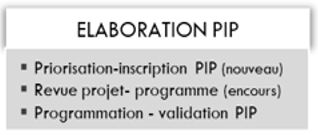 ELABORATION PIP
▪ Priorisation-inscription PIP (nouveau)
▪ Revue projet- programme (encours)
▪ Programmation - validation PIP